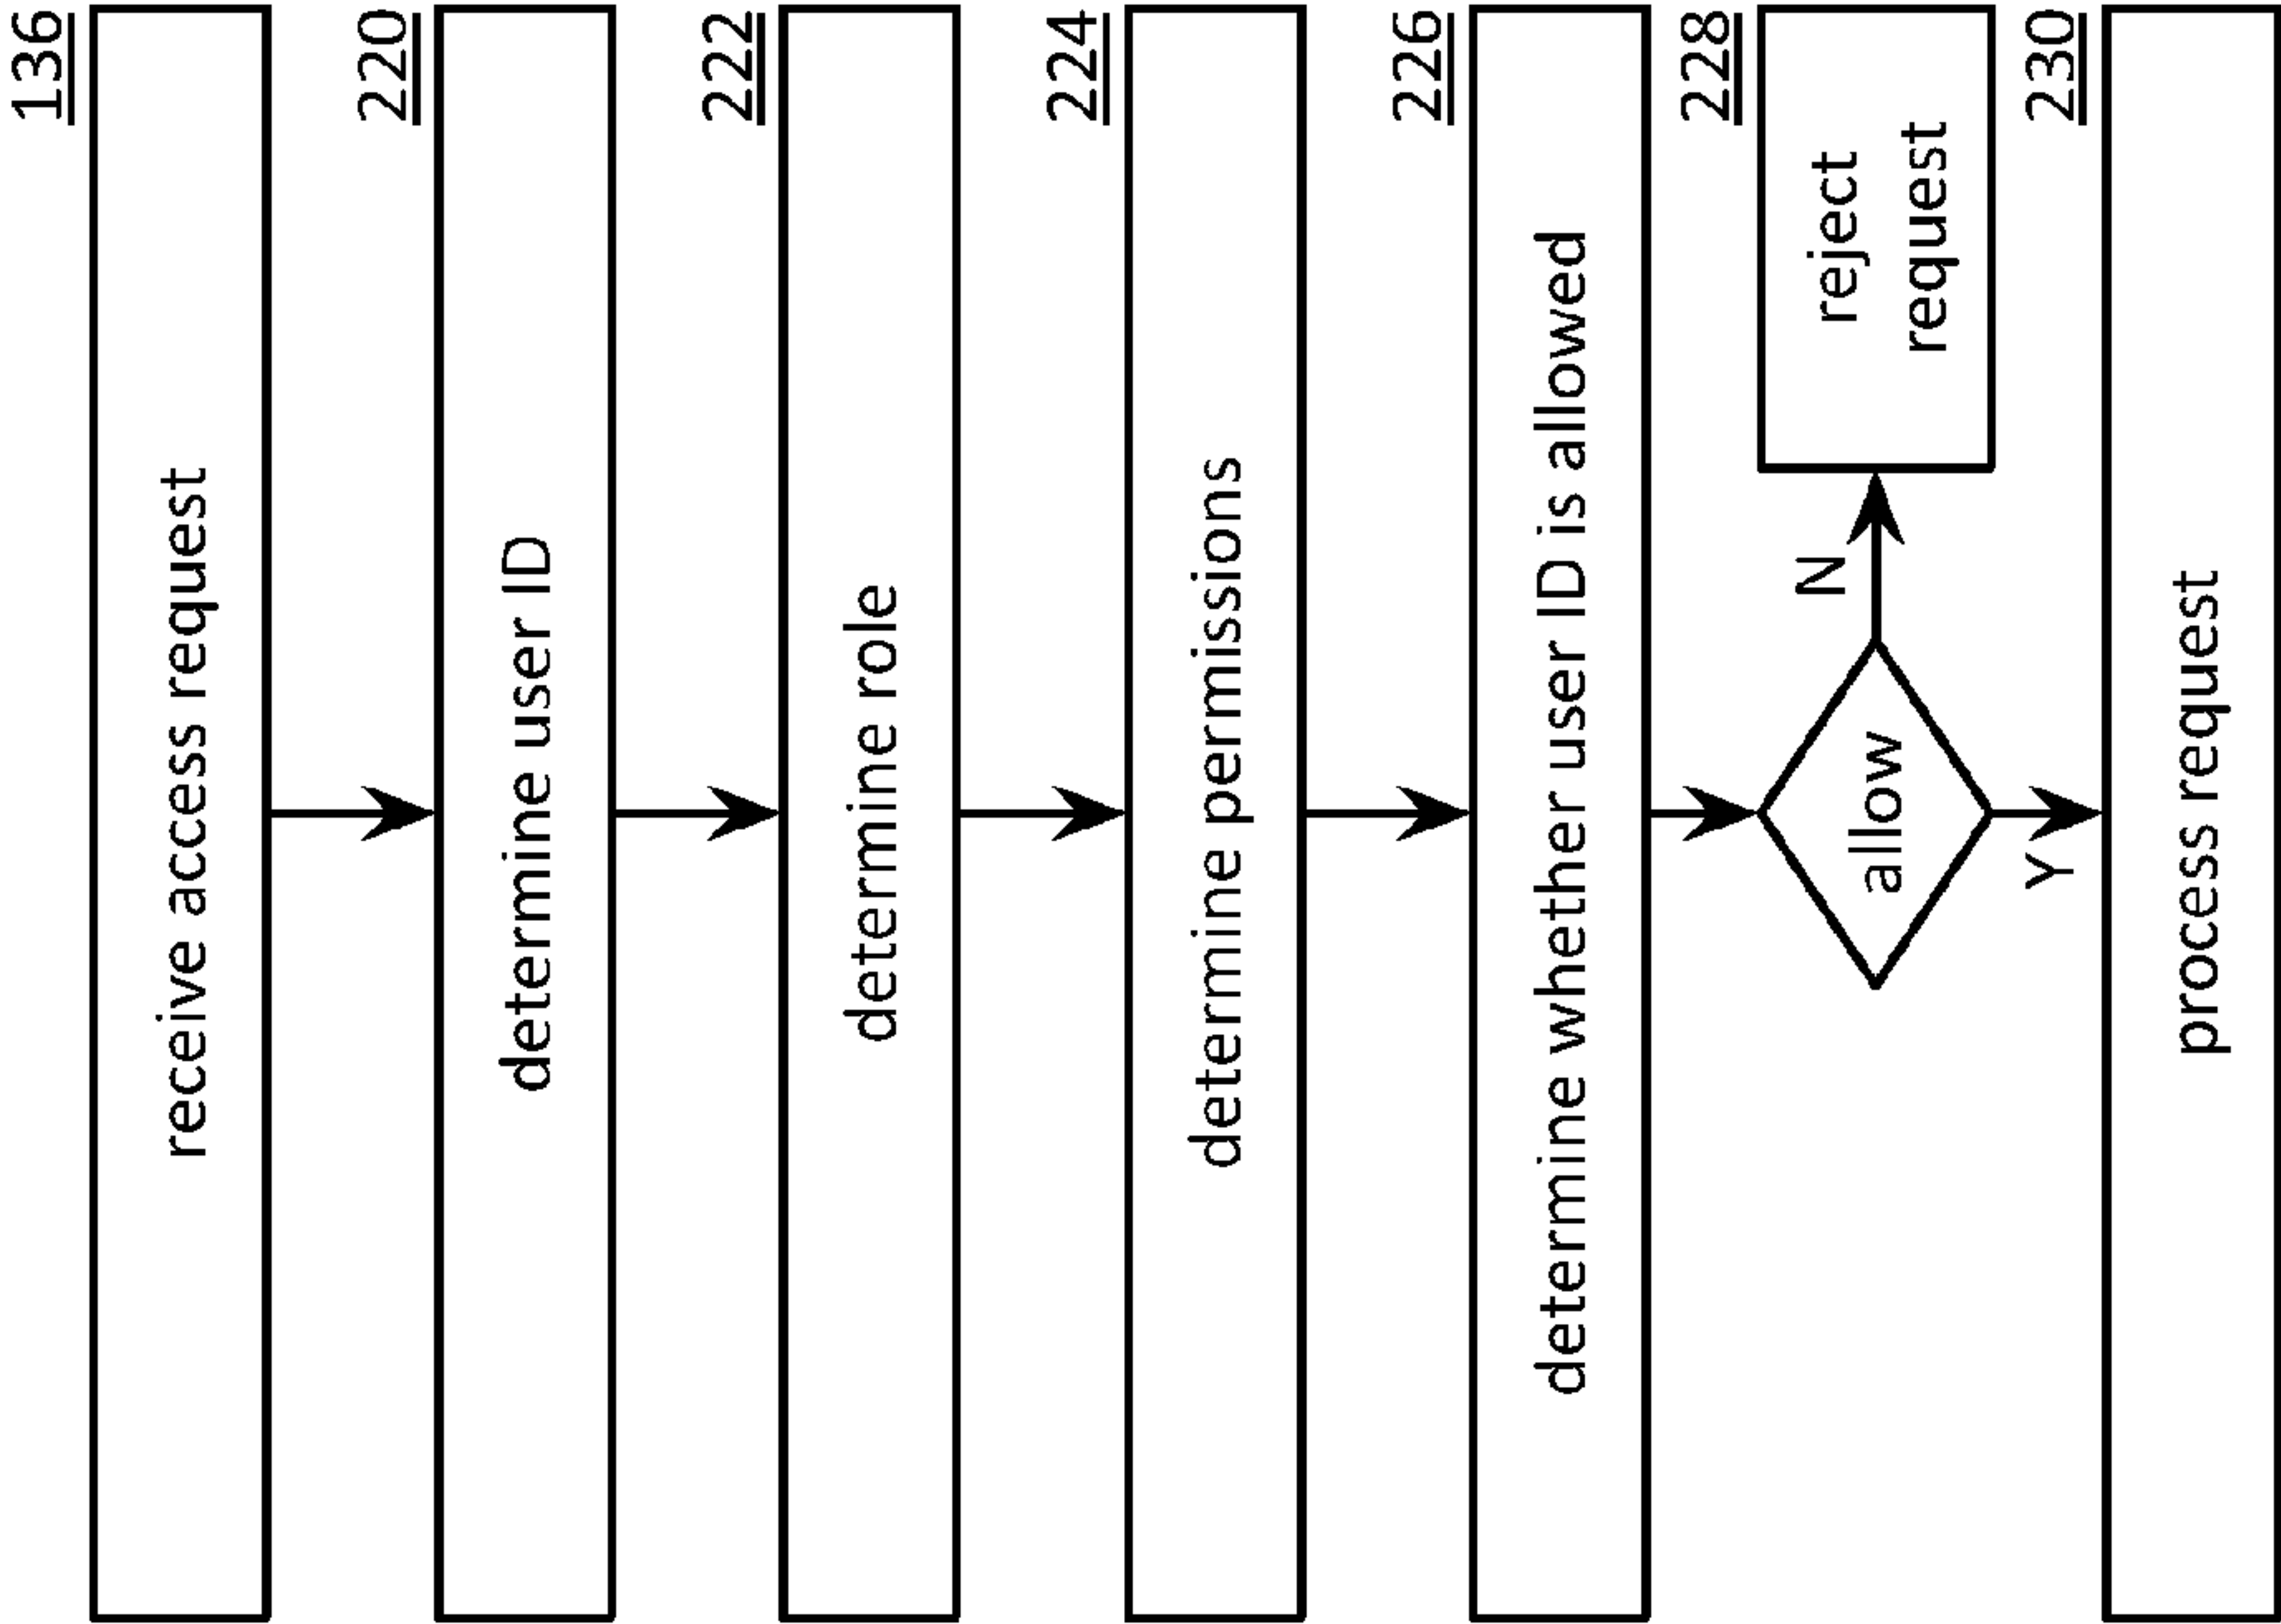 136
receive access request
220
determine user ID
222
determine role
224
determine permissions
226
determine whether user ID is allowed
228
allow
N
reject
request
Y
230
process request